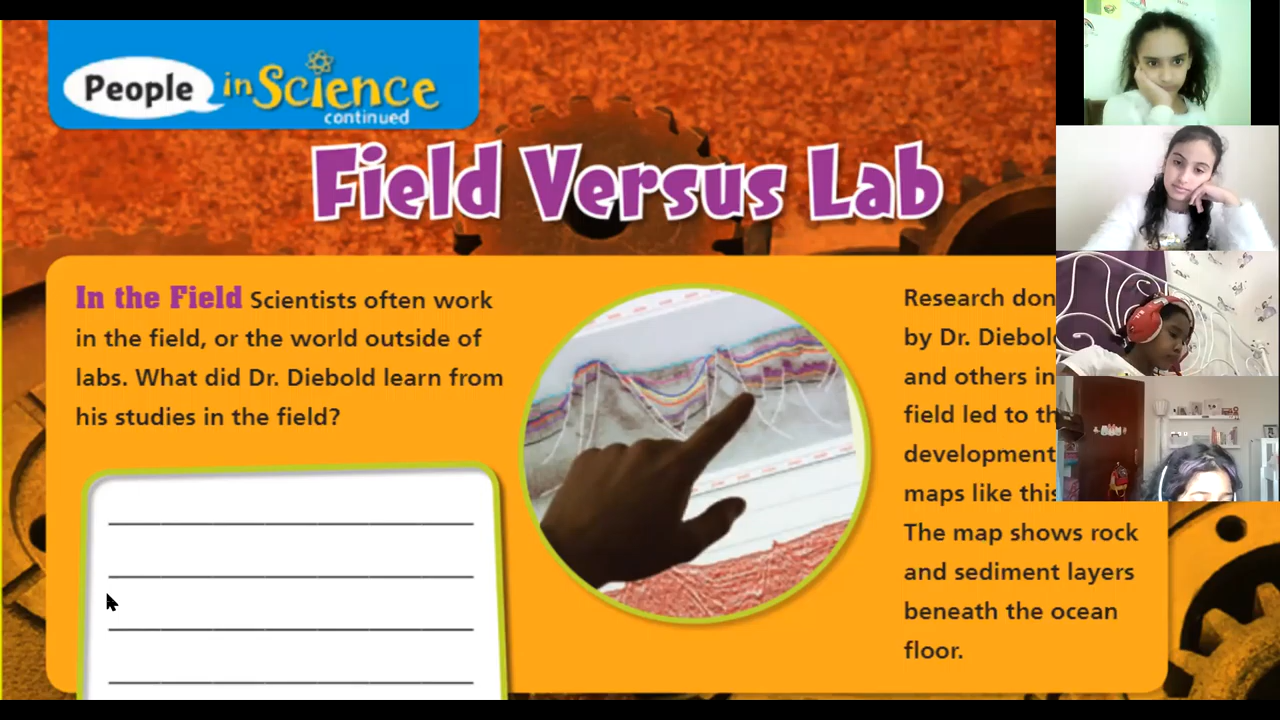 People in Science
continued
Field Versus Lab
In the Field Scientists often work
in the field, or the world outside of
labs. What did Dr. Diebold learn from
his studies in the field?
Research don
by Dr. Diebold
and others in
field led to th
development
maps like this
The map shows rock
and sediment layers
beneath the ocean
floor.